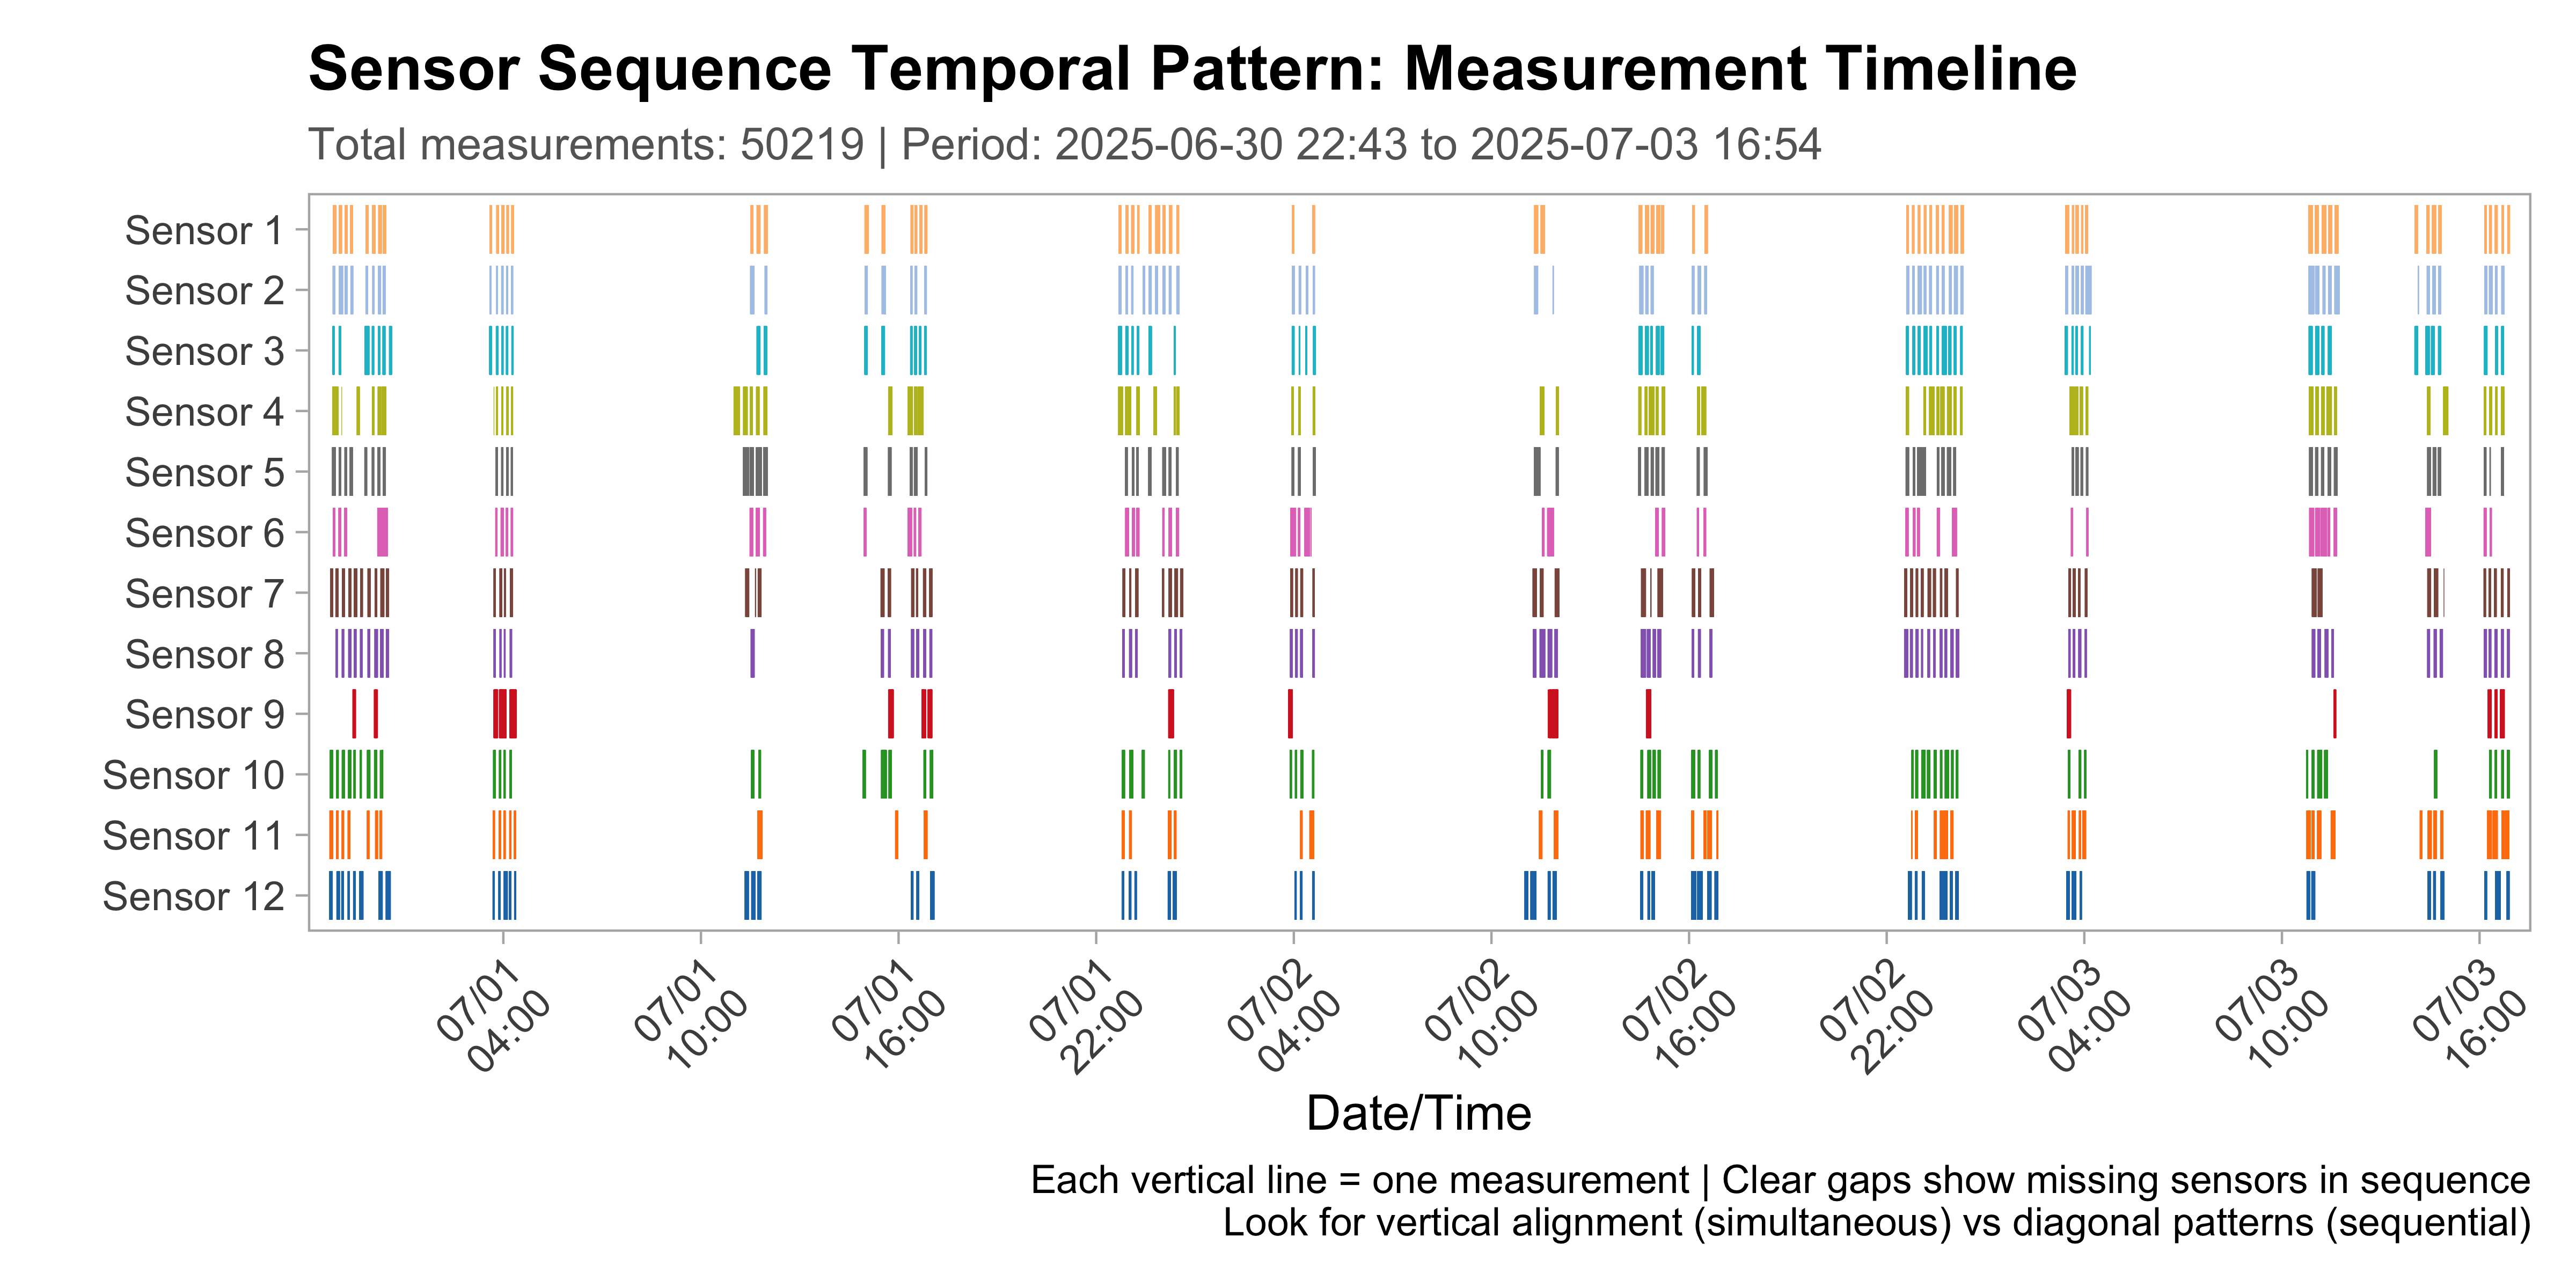 Sensor Sequence Temporal Pattern: Measurement Timeline
Total measurements: 50219 | Period: 2025-06-30 22:43 to 2025-07-03 16:54
Sensor 1
Sensor 2
Sensor 3
Sensor 4
Sensor 5
Sensor 6
Sensor 7
Sensor 8
Sensor 9
Sensor 10
Sensor 11
Sensor 12
07/01
04:00
07/01
10:00
07/01
16:00
07/01
22:00
07/02
04:00
07/02
10:00
07/02
16:00
07/02
22:00
07/03
04:00
07/03
10:00
07/03
16:00
Date/Time
Each vertical line = one measurement | Clear gaps show missing sensors in sequence
Look for vertical alignment (simultaneous) vs diagonal patterns (sequential)